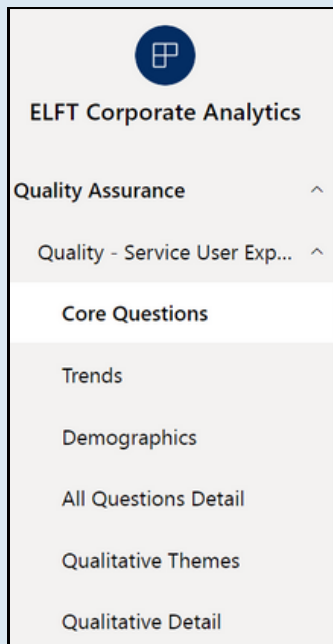 ELFT Corporate Analytics
Quality Assurance
Quality - Service User Exp...
Core Questions
Trends
Demographics
All Questions Detail
Qualitative Themes
Qualitative Detail